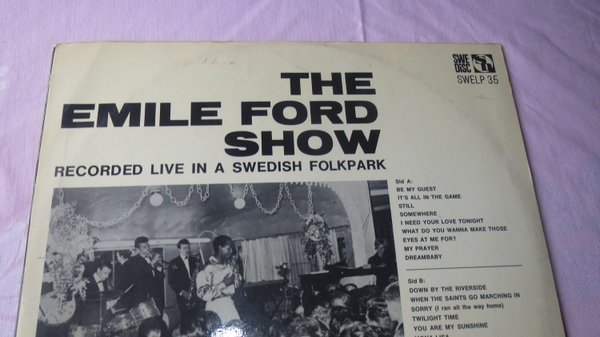 THE
EMILE FORD
SHOW
RECORDED LIVE IN A SWEDISH FOLKPARK
SWE
DISC
SWELP 35
Sid A:
BE MY GUEST
IT'S ALL IN THE GAME
STILL
SOMEWHERE
I NEED YOUR LOVE TONIGHT
WHAT DO YOU WANNA MAKE THOSE
EYES AT ME FOR?
MY PRAYER
DREAMBABY
Sid B:
DOWN BY THE RIVERSIDE
WHEN THE SAINTS GO MARCHING IN
SORRY (I ran all the way home)
TWILIGHT TIME
YOU ARE MY SUNSHINE